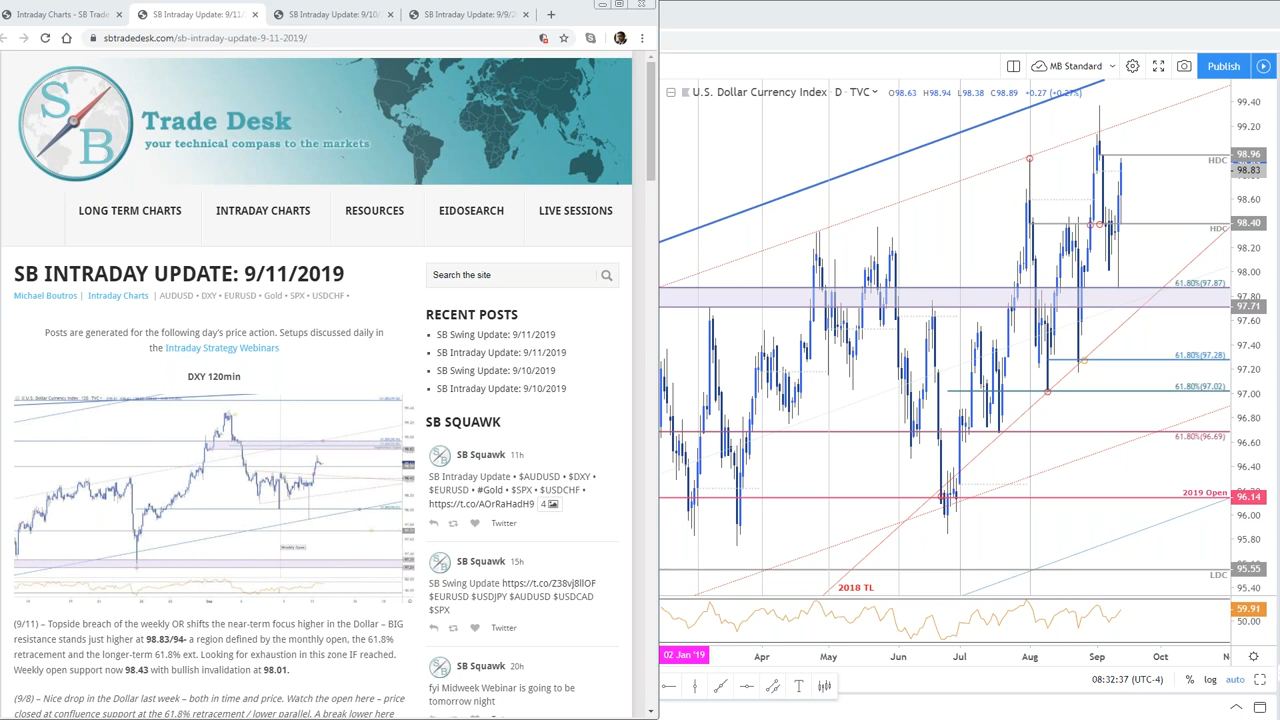 Intraday Charts - SB Trade
SB Intraday Update: 9/11/
SB Intraday Update: 9/10/
SB Intraday Update: 9/9/2
sbtradedesk.com/sb-intraday-update-9-11-2019/
S
B
Trade Desk
your technical compass to the markets
LONG TERM CHARTS
INTRADAY CHARTS
RESOURCES
EIDOSEARCH
LIVE SESSIONS
SB INTRADAY UPDATE: 9/11/2019
Michael Boutros | Intraday Charts | AUDUSD • DXY • EURUSD • Gold • SPX • USDCHF •
Posts are generated for the following day's price action. Setups discussed daily in
the Intraday Strategy Webinars
DXY 120min
Weekly Open
(9/11) – Topside breach of the weekly OR shifts the near-term focus higher in the Dollar – BIG
resistance stands just higher at 98.83/94- a region defined by the monthly open, the 61.8%
retracement and the longer-term 61.8% ext. Looking for exhaustion in this zone IF reached.
Weekly open support now 98.43 with bullish invalidation at 98.01.
(9/8) – Nice drop in the Dollar last week – both in time and price. Watch the open here – price
closed at confluence support at the 61.8% retracement / lower parallel. A break lower here
Search the site
RECENT POSTS
SB Swing Update: 9/11/2019
SB Intraday Update: 9/11/2019
SB Swing Update: 9/10/2019
SB Intraday Update: 9/10/2019
SB SQUAWK
SB Squawk 11h
SB Intraday Update • $AUDUSD • $DXY •
$EURUSD • #Gold • $SPX • $USDCHF •
https://t.co/AOrRaHadH9 4
Twitter
SB Squawk 15h
SB Swing Update https://t.co/Z38vj8llOF
$EURUSD $USDJPY $AUDUSD $USDCAD
$SPX
Twitter
SB Squawk 20h
fyi Midweek Webinar is going to be
tomorrow night
MB Standard
Publish
U.S. Dollar Currency Index · D · TVC
O98.63 H98.94 L98.38 C98.89 +0.27 (+0.27%)
99.40
99.20
98.96
HDC
98.83
98.60
98.40
HDC
98.20
98.00
61.80%(97.87)
97.80
97.71
97.60
97.40
61.80%(97.28)
97.20
61.80%(97.02)
97.00
96.80
61.80%(96.69)
96.60
96.40
2019 Open
96.14
96.00
95.80
95.55
LDC
95.40
2018 TL
59.91
50.00
02 Jan '19
Apr
May
Jun
Jul
Aug
Sep
Oct
N
08:32:37 (UTC-4)
%
log
auto